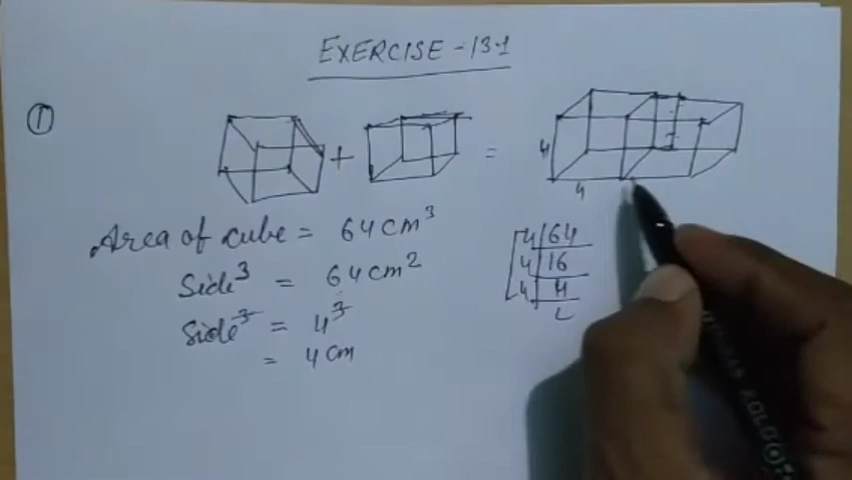 EXERCISE - 13.1
①
+ =
4
4
Area of cube = 64 cm³
Side³ = 64 cm²
Side³ = 4³
= 4 cm
4 64
4 16
4 4